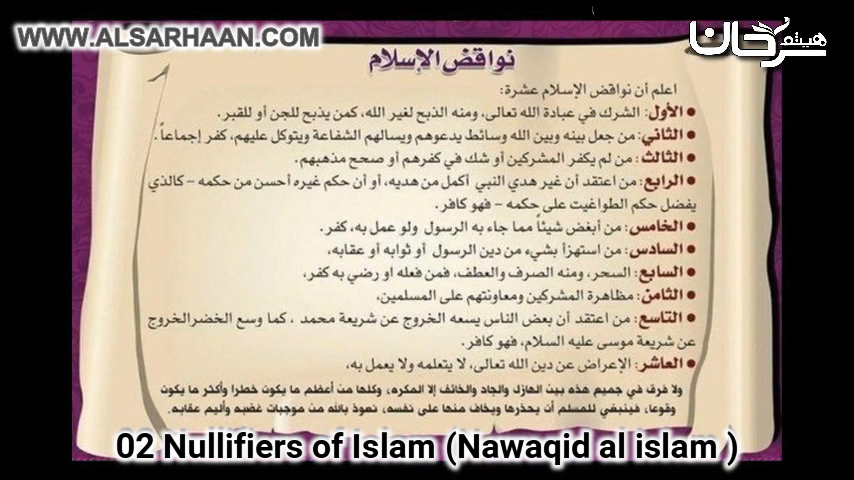 WWW.ALSARHAAN.COM
هيثم سرحان
نواقض الإسلام
اعلم أن نواقض الإسلام عشرة:
● الأول: الشرك في عبادة الله تعالى، ومنه الذبح لغير الله، كمن يذبح للجن أو للقبر.
● الثاني: من جعل بينه وبين الله وسائط يدعوهم ويسالهم الشفاعة ويتوكل عليهم، كفر إجماعاً.
● الثالث: من لم يكفر المشركين أو شك في كفرهم أو صحح مذهبهم.
● الرابع: من اعتقد أن غير هدي النبي أكمل من هديه، أو أن حكم غيره أحسن من حكمه – كالذي
يفضل حكم الطواغيت على حكمه – فهو كافر.
● الخامس: من أبغض شيئاً مما جاء به الرسول ولو عمل به، كفر.
● السادس: من استهزأ بشيء من دين الرسول أو ثوابه أو عقابه،
● السابع: السحر، ومنه الصرف والعطف، فمن فعله او رضي به كفر،
● الثامن: مظاهرة المشركين ومعاونتهم على المسلمين،
● التاسع: من اعتقد أن بعض الناس يسعه الخروج عن شريعة محمد ، كما وسع الخضرالخروج
عن شريعة موسى عليه السلام، فهو كافر.
● العاشر: الإعراض عن دين الله تعالى، لا يتعلمه ولا يعمل به،
ولا فرق في جميع هذه بين الهازل والجاد والخائف إلا المكره، وكلها من أعظم ما يكون خطرا وأكثر ما يكون
وقوعا، فينبغي للمسلم أن يحذرها ويخاف منها على نفسه، نعوذ بالله من موجبات غضبه وأليم عقابه.
02 Nullifiers of Islam (Nawaqid al islam )